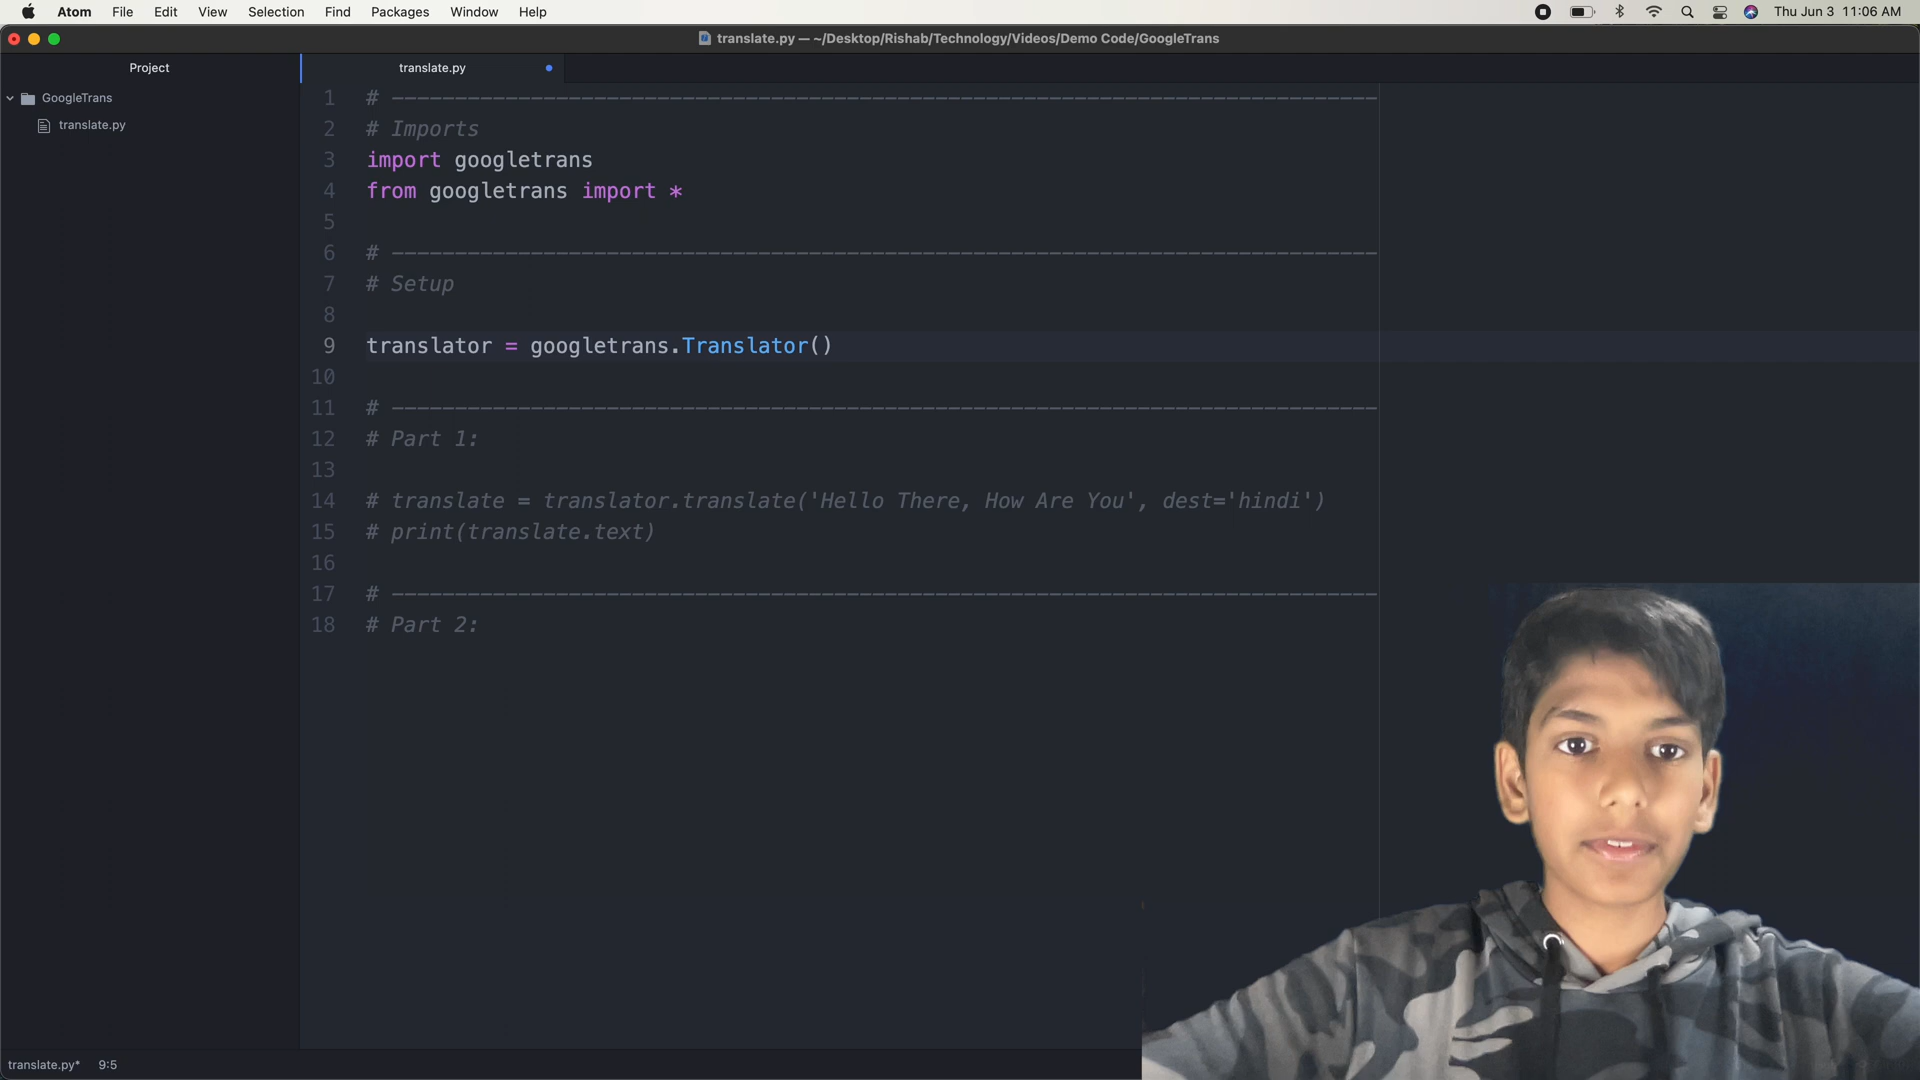 Atom File Edit View Selection Find Packages Window Help Thu Jun 3 11:06 AM
translate.py — ~/Desktop/Rishab/Technology/Videos/Demo Code/GoogleTrans
Project
translate.py
GoogleTrans
translate.py
1 # ------------------------------------------------------------------------------
2 # Imports
3 import googletrans
4 from googletrans import *
5
6 # ------------------------------------------------------------------------------
7 # Setup
8
9 translator = googletrans.Translator()
10
11 # ------------------------------------------------------------------------------
12 # Part 1:
13
14 # translate = translator.translate('Hello There, How Are You', dest='hindi')
15 # print(translate.text)
16
17 # ------------------------------------------------------------------------------
18 # Part 2:
translate.py* 9:5